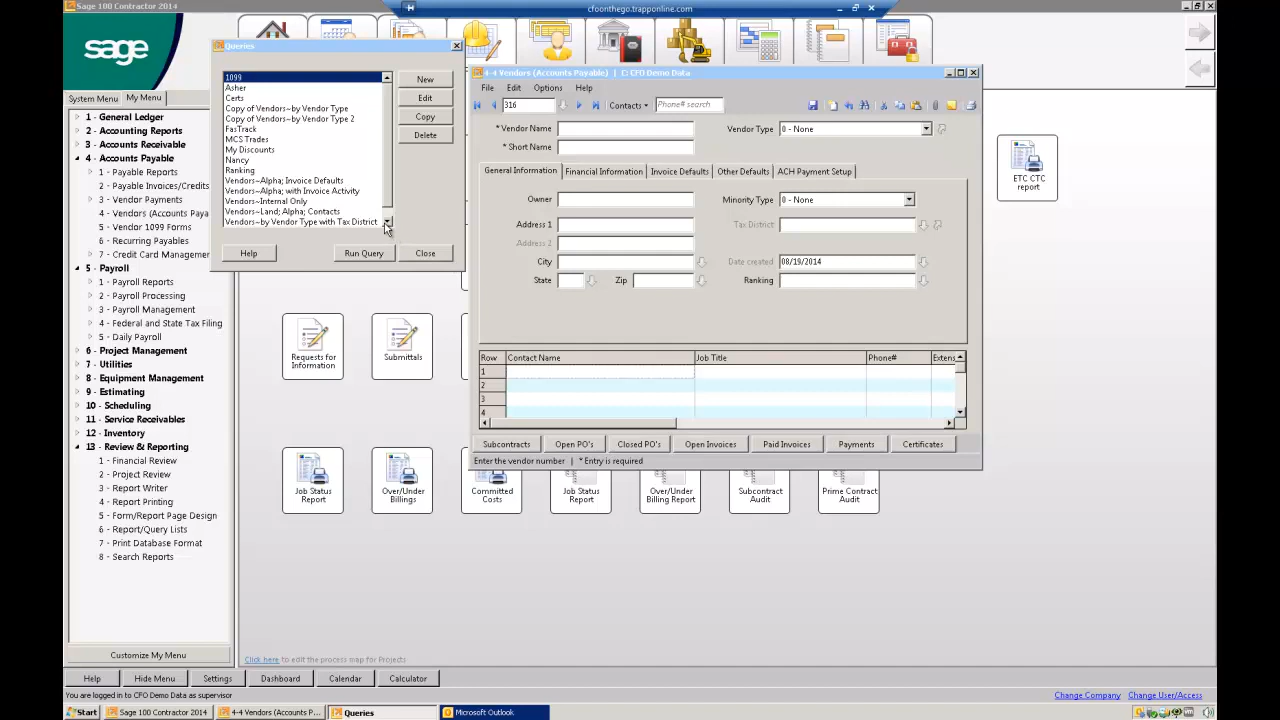 Sage 100 Contractor 2014
cfoonthego.trapponline.com
sage
System Menu
My Menu
1 - General Ledger
2 - Accounting Reports
3 - Accounts Receivable
4 - Accounts Payable
1 - Payable Reports
2 - Payable Invoices/Credits
3 - Vendor Payments
4 - Vendors (Accounts Paya
5 - Vendor 1099 Forms
6 - Recurring Payables
7 - Credit Card Management
5 - Payroll
1 - Payroll Reports
2 - Payroll Processing
3 - Payroll Management
4 - Federal and State Tax Filing
5 - Daily Payroll
6 - Project Management
7 - Utilities
8 - Equipment Management
9 - Estimating
10 - Scheduling
11 - Service Receivables
12 - Inventory
13 - Review & Reporting
1 - Financial Review
2 - Project Review
3 - Report Writer
4 - Report Printing
5 - Form/Report Page Design
6 - Report/Query Lists
7 - Print Database Format
8 - Search Reports
Customize My Menu
Queries
1099
Asher
Certs
Copy of Vendors~by Vendor Type
Copy of Vendors~by Vendor Type 2
FasTrack
MCS Trades
My Discounts
Nancy
Ranking
Vendors~Alpha; Invoice Defaults
Vendors~Alpha; with Invoice Activity
Vendors~Internal Only
Vendors~Land; Alpha; Contacts
Vendors~by Vendor Type with Tax District
New
Edit
Copy
Delete
Help
Run Query
Close
4-4 Vendors (Accounts Payable) | CFO Demo Data
File Edit Options Help
316
Contacts
Phone# search
* Vendor Name
Vendor Type
0 - None
* Short Name
General Information
Financial Information
Invoice Defaults
Other Defaults
ACH Payment Setup
Owner
Minority Type
0 - None
Address 1
Tax District
Address 2
City
Date created
08/19/2014
State
Zip
Ranking
Row Contact Name Job Title Phone# Extens
1
2
3
4
Subcontracts
Open PO's
Closed PO's
Open Invoices
Paid Invoices
Payments
Certificates
Enter the vendor number | * Entry is required
ETC CTC
report
Requests for
Information
Submittals
Job Status
Report
Over/Under
Billings
Committed
Costs
Job Status
Report
Over/Under
Billing Report
Subcontract
Audit
Prime Contract
Audit
Click here to edit the process map for Projects
Help
Hide Menu
Settings
Dashboard
Calendar
Calculator
You are logged in to CFO Demo Data as supervisor
Change Company
Change User/Access
Start
Sage 100 Contractor 2014
4-4 Vendors (Accounts P...
Queries
Microsoft Outlook